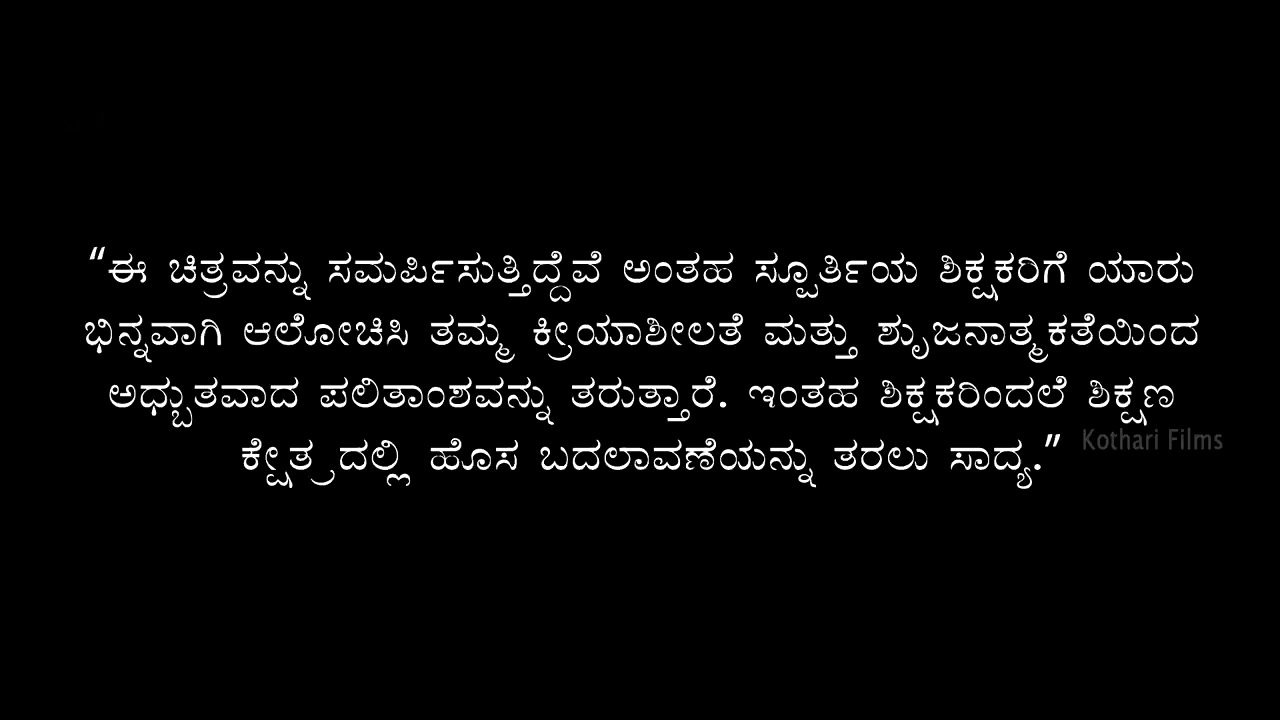 “ಈ ಚಿತ್ರವನ್ನು ಸಮರ್ಪಿಸುತ್ತಿದ್ದೆವೆ ಅಂತಹ ಸ್ಪೂರ್ತಿಯ ಶಿಕ್ಷಕರಿಗೆ ಯಾರು
ಭಿನ್ನವಾಗಿ ಆಲೋಚಿಸಿ ತಮ್ಮ ಕ್ರೀಯಾಶೀಲತೆ ಮತ್ತು ಶೃಜನಾತ್ಮಕತೆಯಿಂದ
ಅಧ್ಬುತವಾದ ಪಲಿತಾಂಶವನ್ನು ತರುತ್ತಾರೆ. ಇಂತಹ ಶಿಕ್ಷಕರಿಂದಲೆ ಶಿಕ್ಷಣ
ಕ್ಷೇತ್ರದಲ್ಲಿ ಹೊಸ ಬದಲಾವಣೆಯನ್ನು ತರಲು ಸಾದ್ಯ.”
Kothari Films